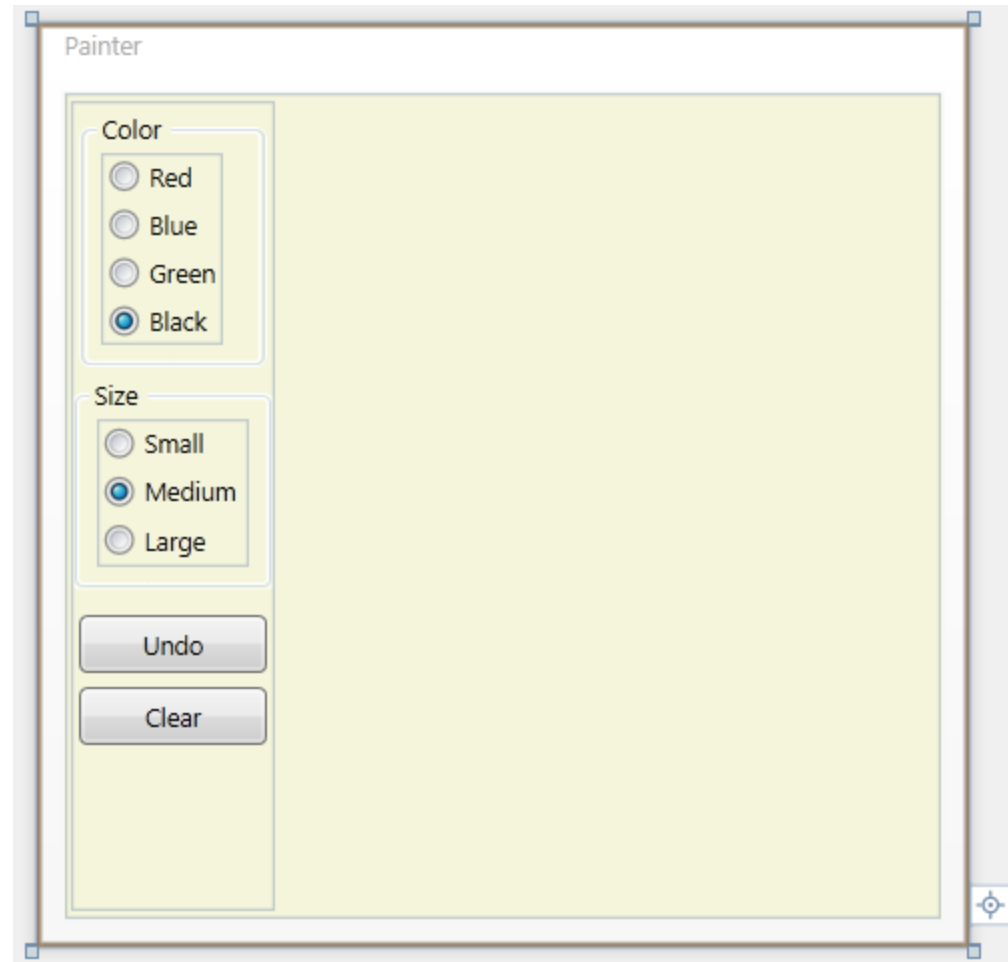 Painter
Color
Red
Blue
Green
Black
Size
Small
Medium
Large
Undo
Clear